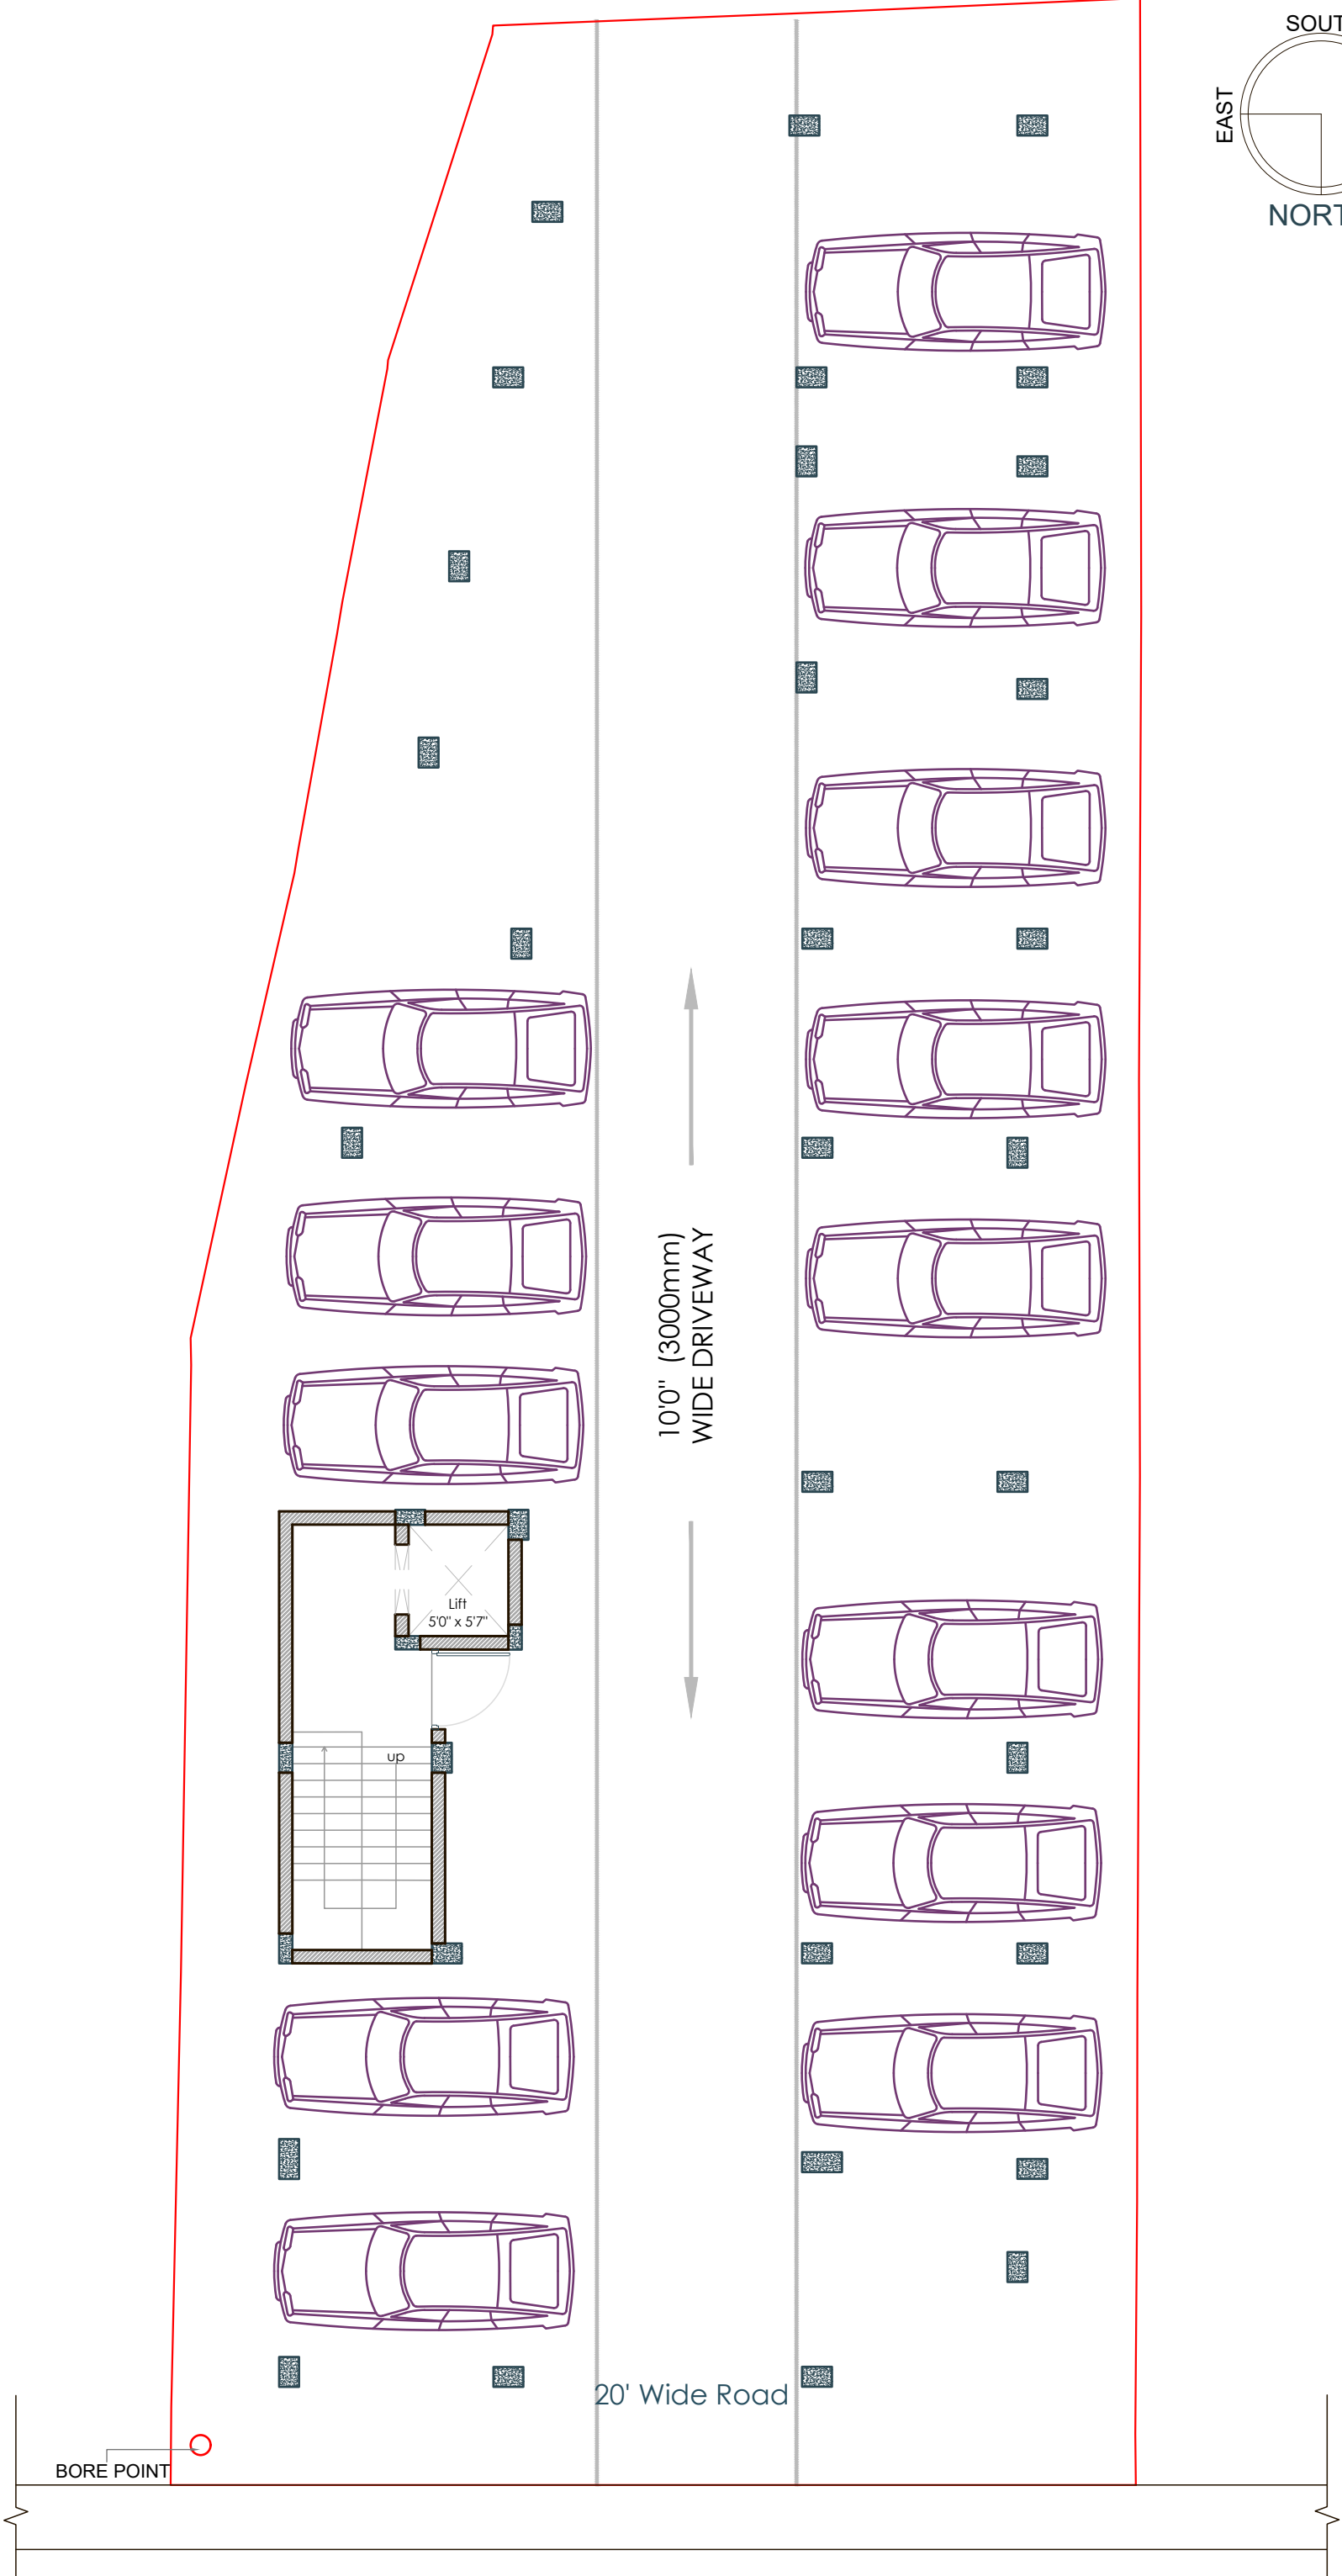 SOUT
EAST
NORT
10'0" (3000mm)
WIDE DRIVEWAY
Lift
5'0" x 5'7"
up
20' Wide Road
BORE POINT